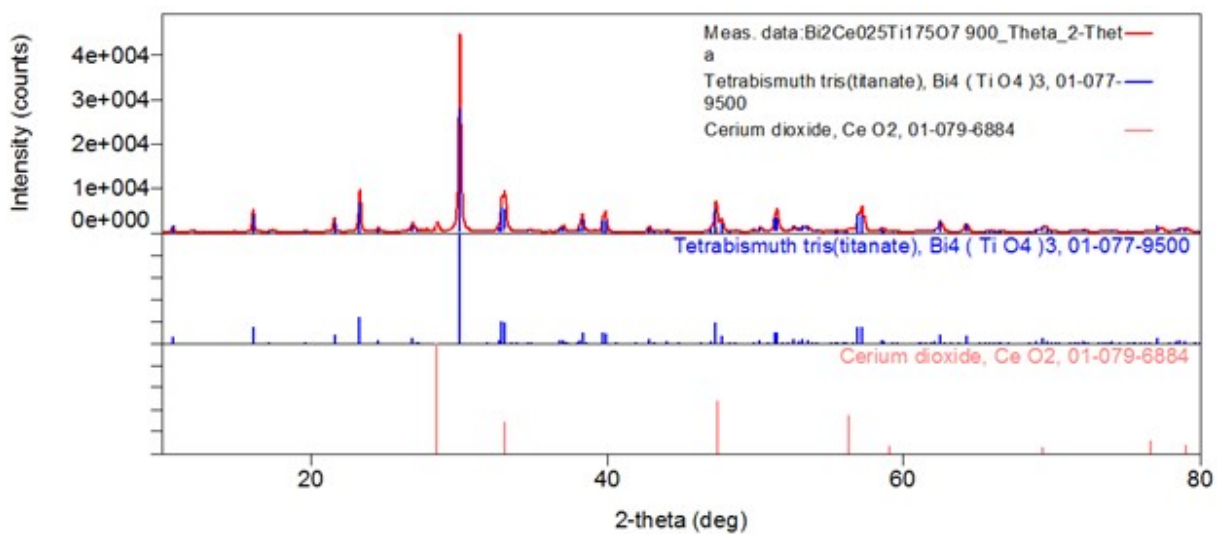 Meas. data:Bi2Ce025Ti175O7 900_Theta_2-Thet
a
Tetrabismuth tris(titanate), Bi4 ( Ti O4 )3, 01-077-
9500
Cerium dioxide, Ce O2, 01-079-6884
Intensity (counts)
4e+004
3e+004
2e+004
1e+004
0e+000
Tetrabismuth tris(titanate), Bi4 ( Ti O4 )3, 01-077-9500
Cerium dioxide, Ce O2, 01-079-6884
20
40
60
80
2-theta (deg)